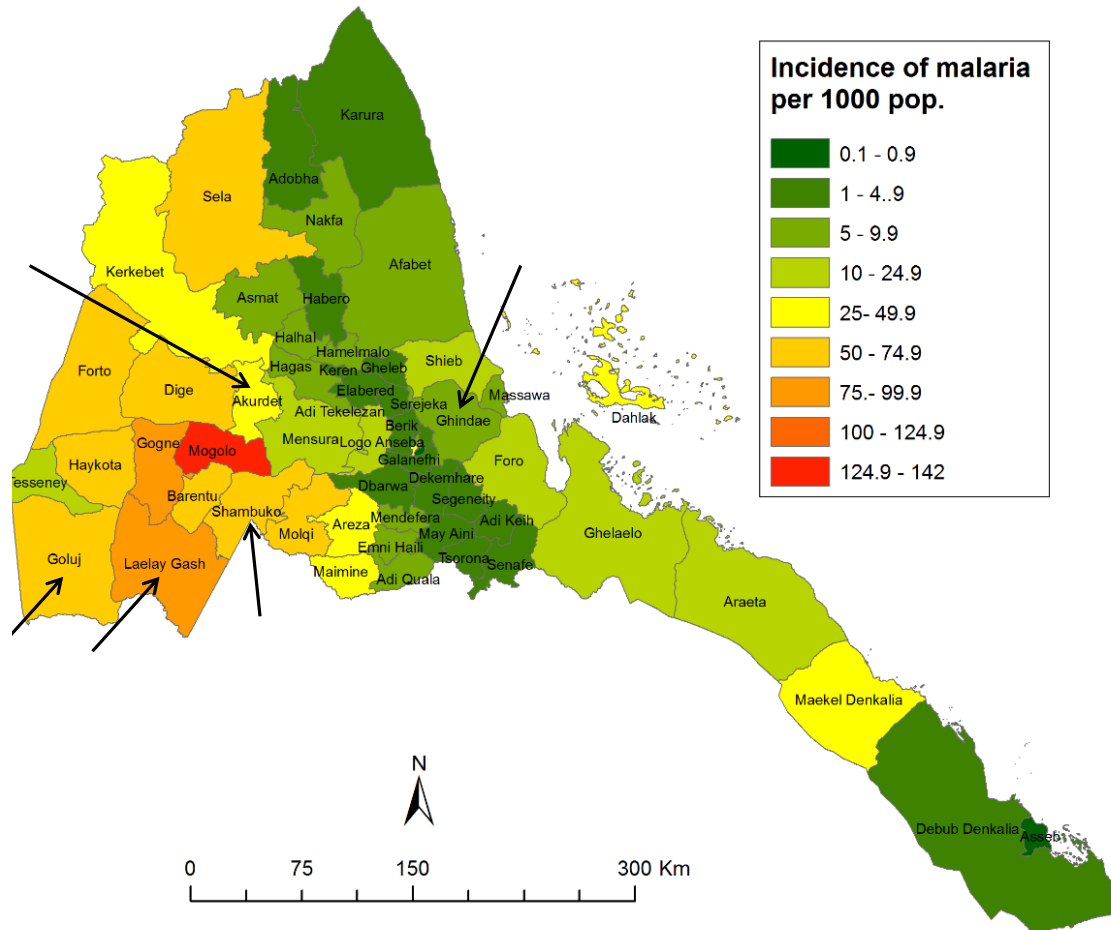 Incidence of malaria
per 1000 pop.
0.1 - 0.9
1 - 4..9
5 - 9.9
10 - 24.9
25- 49.9
50 - 74.9
75 - 99.9
100 - 124.9
124.9 - 142
Karura
Adobha
Sela
Nakfa
Afabet
Kerkebet
Asmat
Habero
Halhal
Hamelmalo
Shieb
Forto
Hagas
Keren
Gheleb
Dige
Elabered
Massawa
Akurdet
Serejeka
Adi Tekelezan
Ghindae
Dahlak
Berik
Gogne
Mensura
Logo Anseba
Mogolo
Galanefhi
Foro
Haykota
Dekemhare
Tesseney
Dbarwa
Barentu
Segeneity
Shambuko
Mendefera
Adi Keih
Areza
Molqi
May Aini
Ghelaelo
Emni Haili
Goluj
Laelay Gash
Tsorona
Senafe
Maimine
Adi Quala
Araeta
Maekel Denkalia
N
Debub Denkalia
Asseb
0 75 150 300 Km